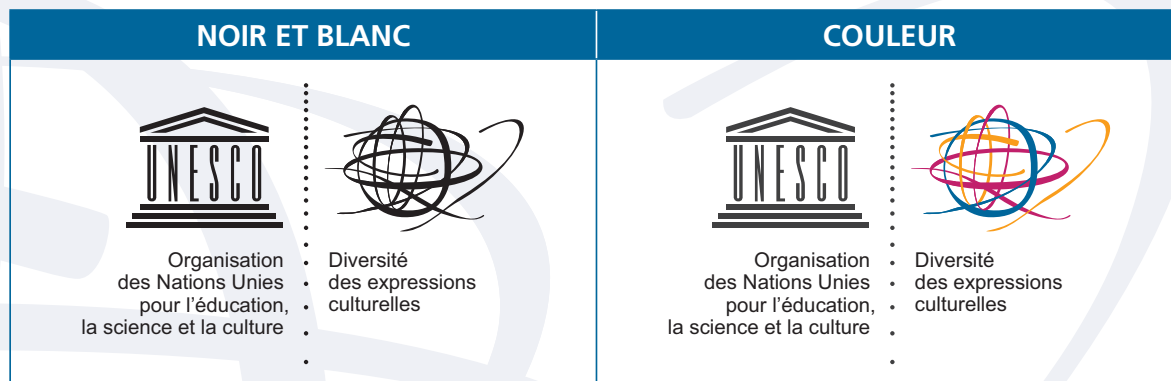 NOIR ET BLANC
COULEUR
UNESCO
Organisation
des Nations Unies
pour l'éducation,
la science et la culture
Diversité
des expressions
culturelles
UNESCO
Organisation
des Nations Unies
pour l'éducation,
la science et la culture
Diversité
des expressions
culturelles